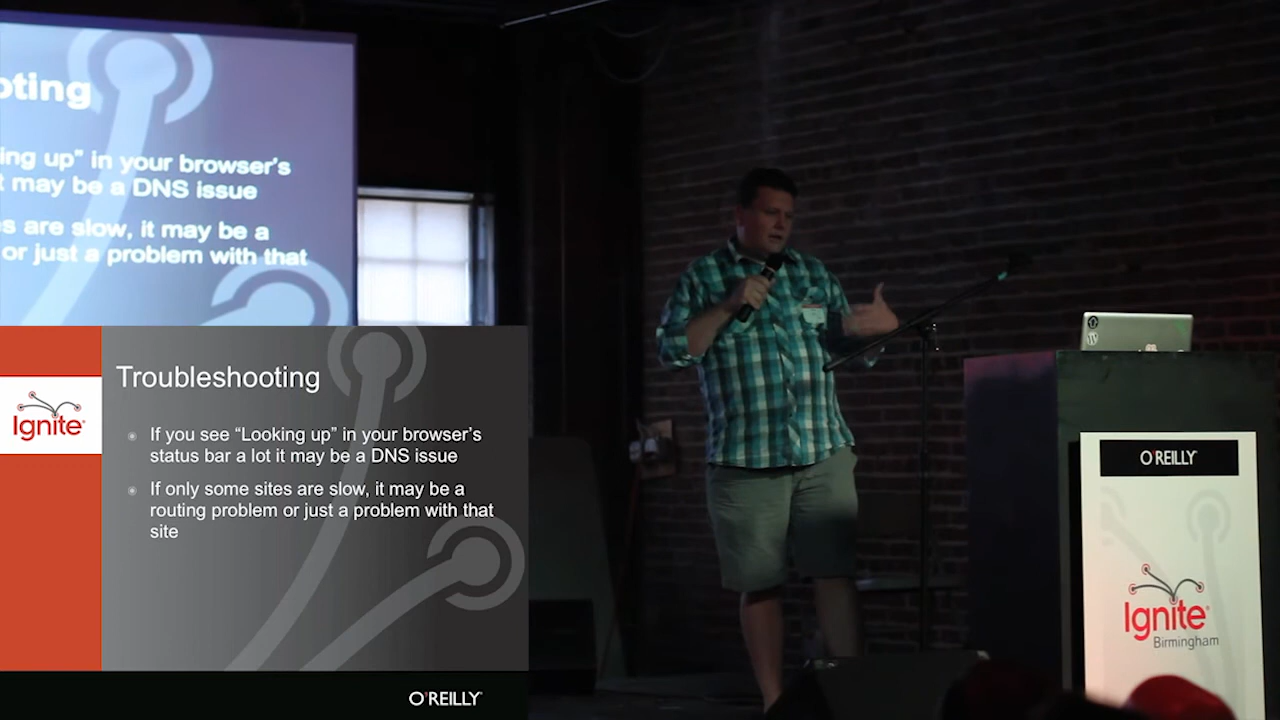 oting
ing up” in your browser’s
t may be a DNS issue
s are slow, it may be a
or just a problem with that
Ignite
Troubleshooting
If you see “Looking up” in your browser’s
status bar a lot it may be a DNS issue
If only some sites are slow, it may be a
routing problem or just a problem with that
site
O'REILLY
O'REILLY
Ignite
Birmingham